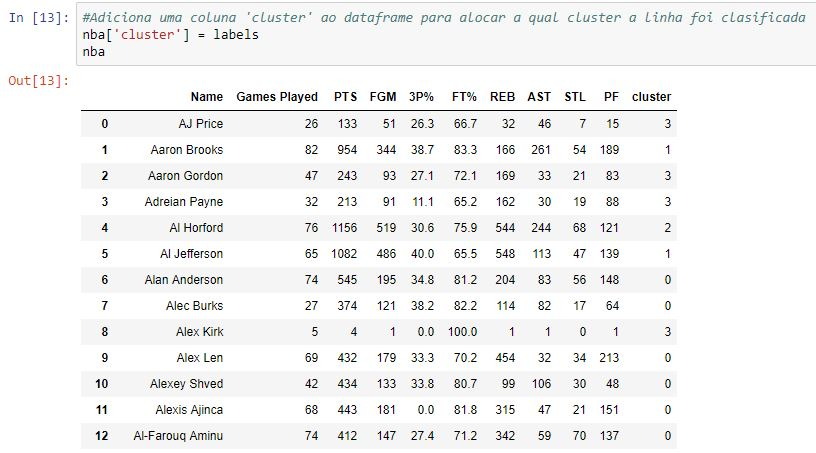 In [13]: #Adiciona uma coluna 'cluster' ao dataframe para alocar a qual cluster a linha foi clasificada
nba['cluster'] = labels
nba
Out[13]:
Name Games Played PTS FGM 3P% FT% REB AST STL PF cluster
0 AJ Price 26 133 51 26.3 66.7 32 46 7 15 3
1 Aaron Brooks 82 954 344 38.7 83.3 166 261 54 189 1
2 Aaron Gordon 47 243 93 27.1 72.1 169 33 21 83 3
3 Adreian Payne 32 213 91 11.1 65.2 162 30 19 88 3
4 Al Horford 76 1156 519 30.6 75.9 544 244 68 121 2
5 Al Jefferson 65 1082 486 40.0 65.5 548 113 47 139 1
6 Alan Anderson 74 545 195 34.8 81.2 204 83 56 148 0
7 Alec Burks 27 374 121 38.2 82.2 114 82 17 64 0
8 Alex Kirk 5 4 1 0.0 100.0 1 1 0 1 3
9 Alex Len 69 432 179 33.3 70.2 454 32 34 213 0
10 Alexey Shved 42 434 133 33.8 80.7 99 106 30 48 0
11 Alexis Ajinca 68 443 181 0.0 81.8 315 47 21 151 0
12 Al-Farouq Aminu 74 412 147 27.4 71.2 342 59 70 137 0